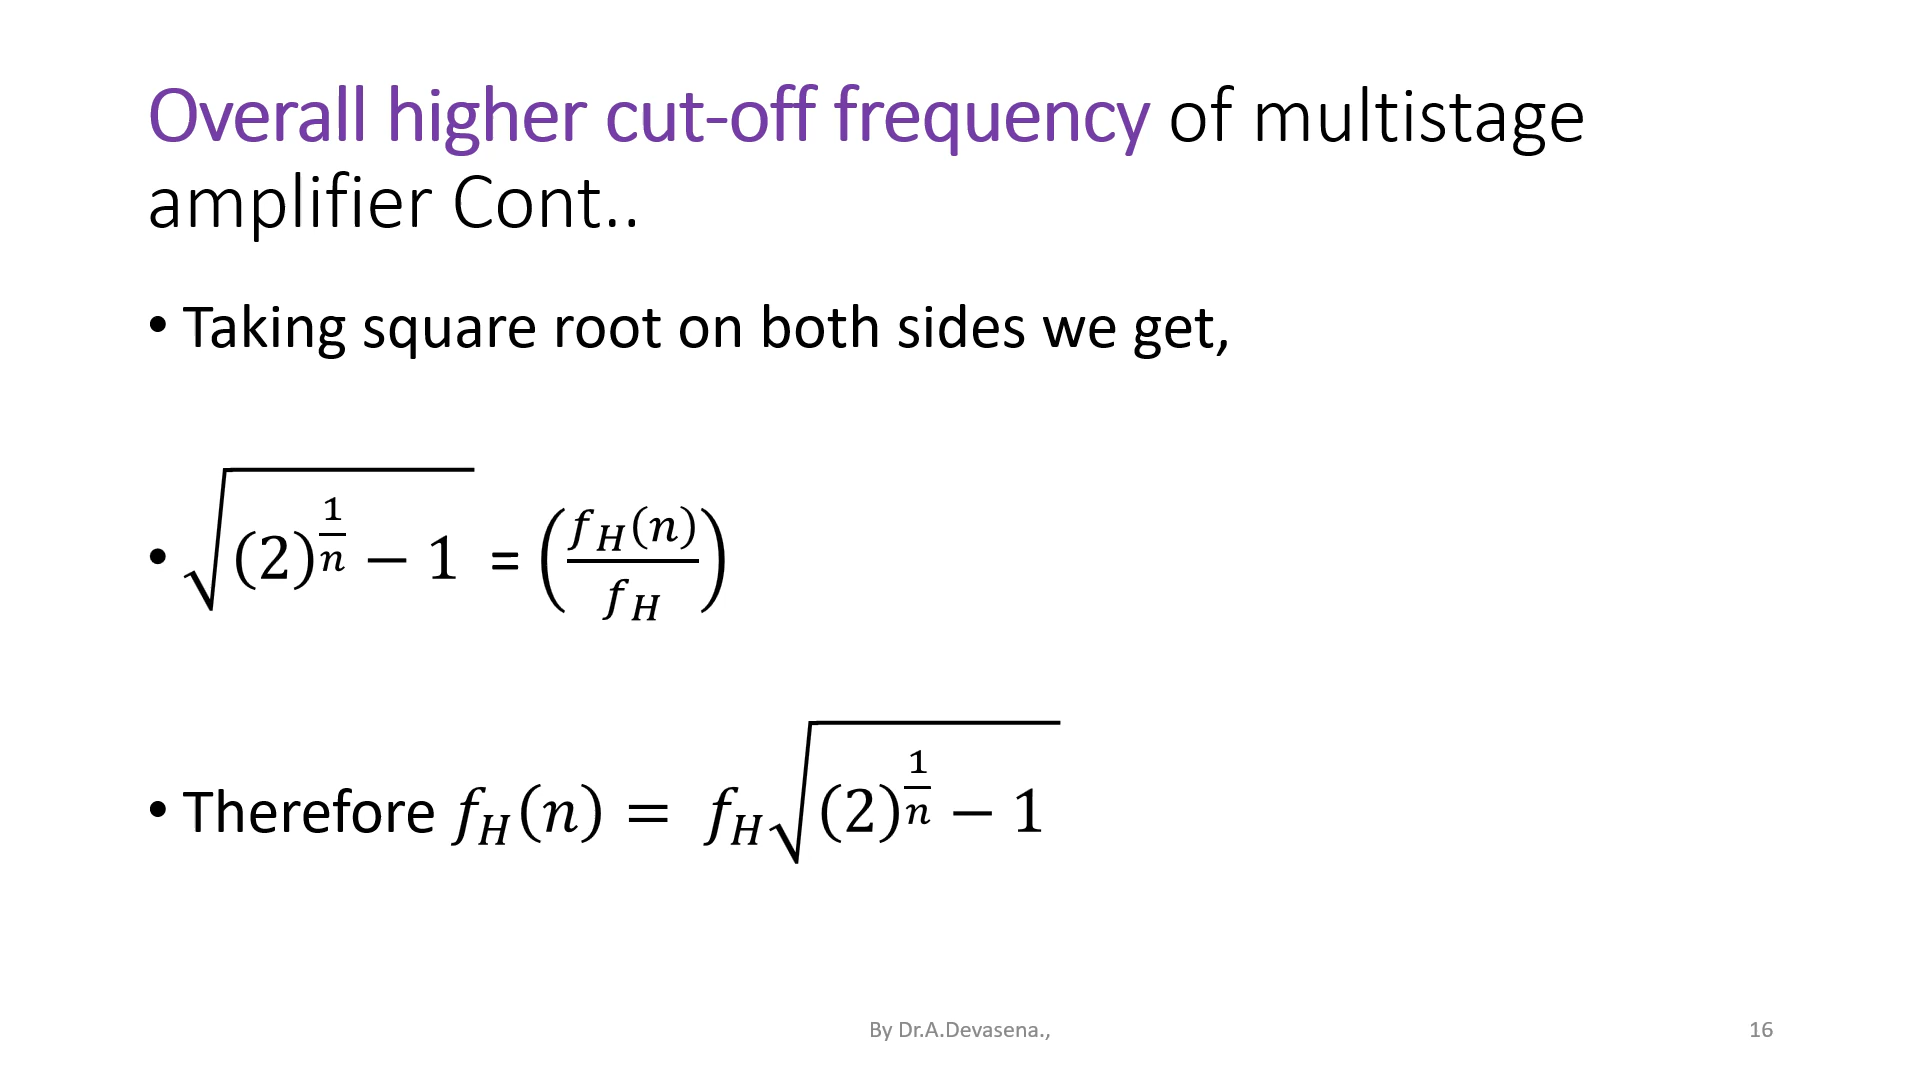 Overall higher cut-off frequency of multistage
amplifier Cont..
• Taking square root on both sides we get,
• √((2)^(1/n) − 1) = (f_H(n)/f_H)
• Therefore f_H(n) = f_H√((2)^(1/n) − 1)
By Dr.A.Devasena.,
16